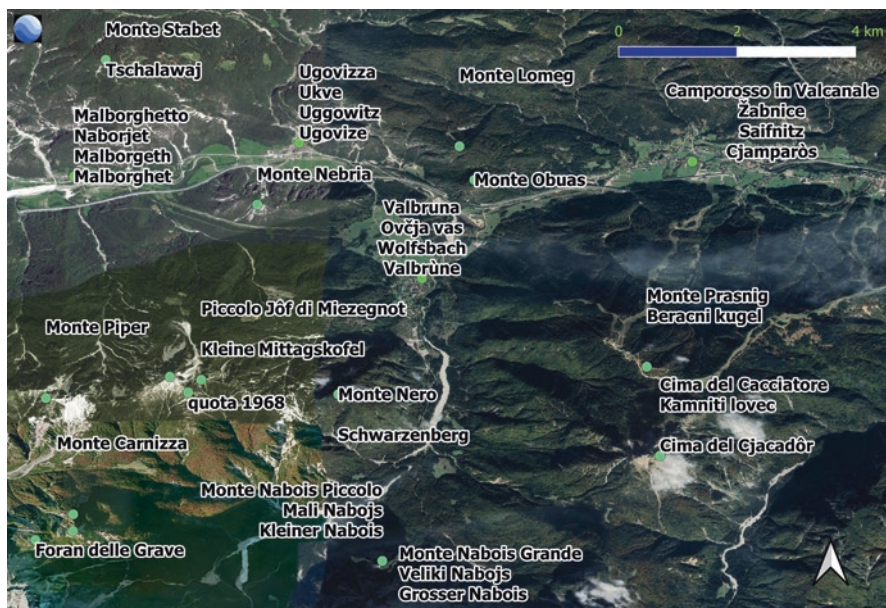 Monte Stabet
Tschalawaj
0
2
4 km
Ugovizza
Ukve
Uggowitz
Ugovize
Monte Lomeg
Camporosso in Valcanale
Žabnice
Saifnitz
Cjamparòs
Malborghetto
Naborjet
Malborgeth
Malborghet
Monte Nebria
Monte Obuas
Valbruna
Ovčja vas
Wolfsbach
Valbrùne
Piccolo Jôf di Miezegnot
Monte Prasnig
Beracni kugel
Monte Piper
Kleine Mittagskofel
quota 1968
Monte Nero
Cima del Cacciatore
Kamniti lovec
Monte Carnizza
Schwarzenberg
Cima del Cjacadôr
Monte Nabois Piccolo
Mali Nabojs
Kleiner Nabois
Foran delle Grave
Monte Nabois Grande
Veliki Nabojs
Grosser Nabois